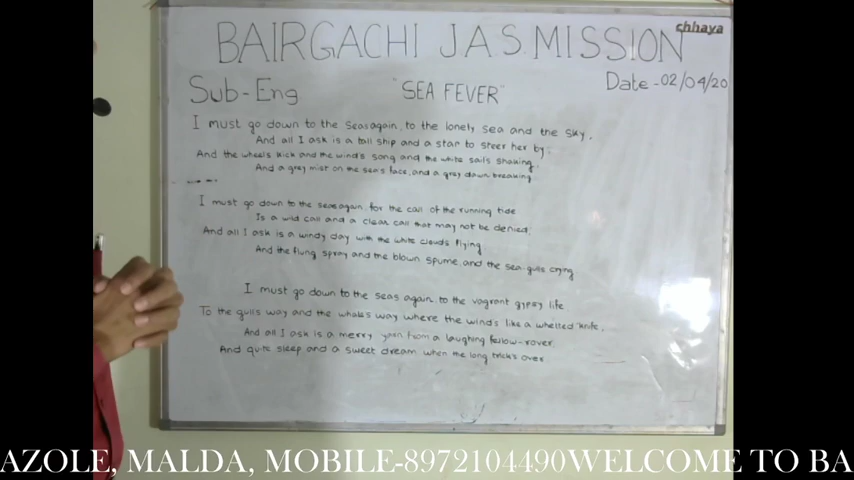 chhaya
BAIRGACHI J.A.S. MISSION
Sub-Eng
"SEA FEVER"
Date - 02/04/20
I must go down to the seas again, to the lonely sea and the sky,
And all I ask is a tall ship and a star to steer her by
And the wheel's kick and the wind's song and the white sails shaking,
And a grey mist on the sea's face, and a grey dawn breaking
I must go down to the seas again, for the call of the running tide
Is a wild call and a clear call that may not be denied;
And all I ask is a windy day with the white clouds flying
And the flung spray and the blown spume, and the sea-gulls crying
I must go down to the seas again, to the vagrant gypsy life
To the gull's way and the whale's way where the wind's like a whetted knife,
And all I ask is a merry yarn from a laughing fellow-rover,
And quite sleep and a sweet dream when the long trick's over
AZOLE, MALDA, MOBILE-8972104490WELCOME TO BA